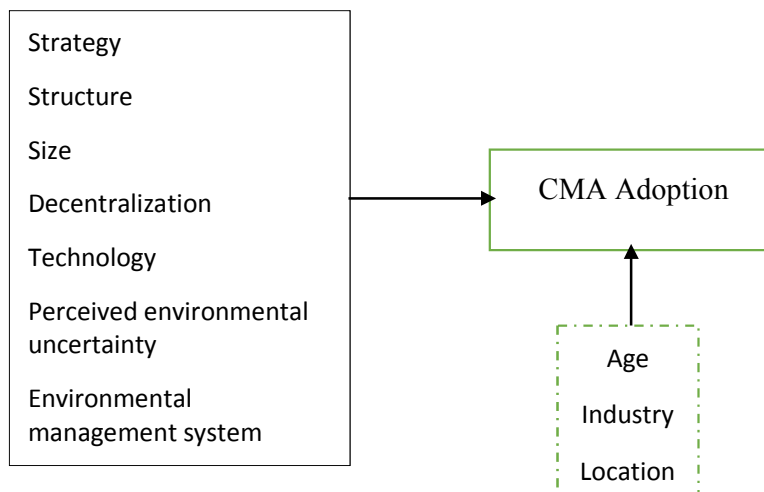 Strategy
Structure
Size
Decentralization
Technology
Perceived environmental
uncertainty
Environmental
management system
CMA Adoption
Age
Industry
Location